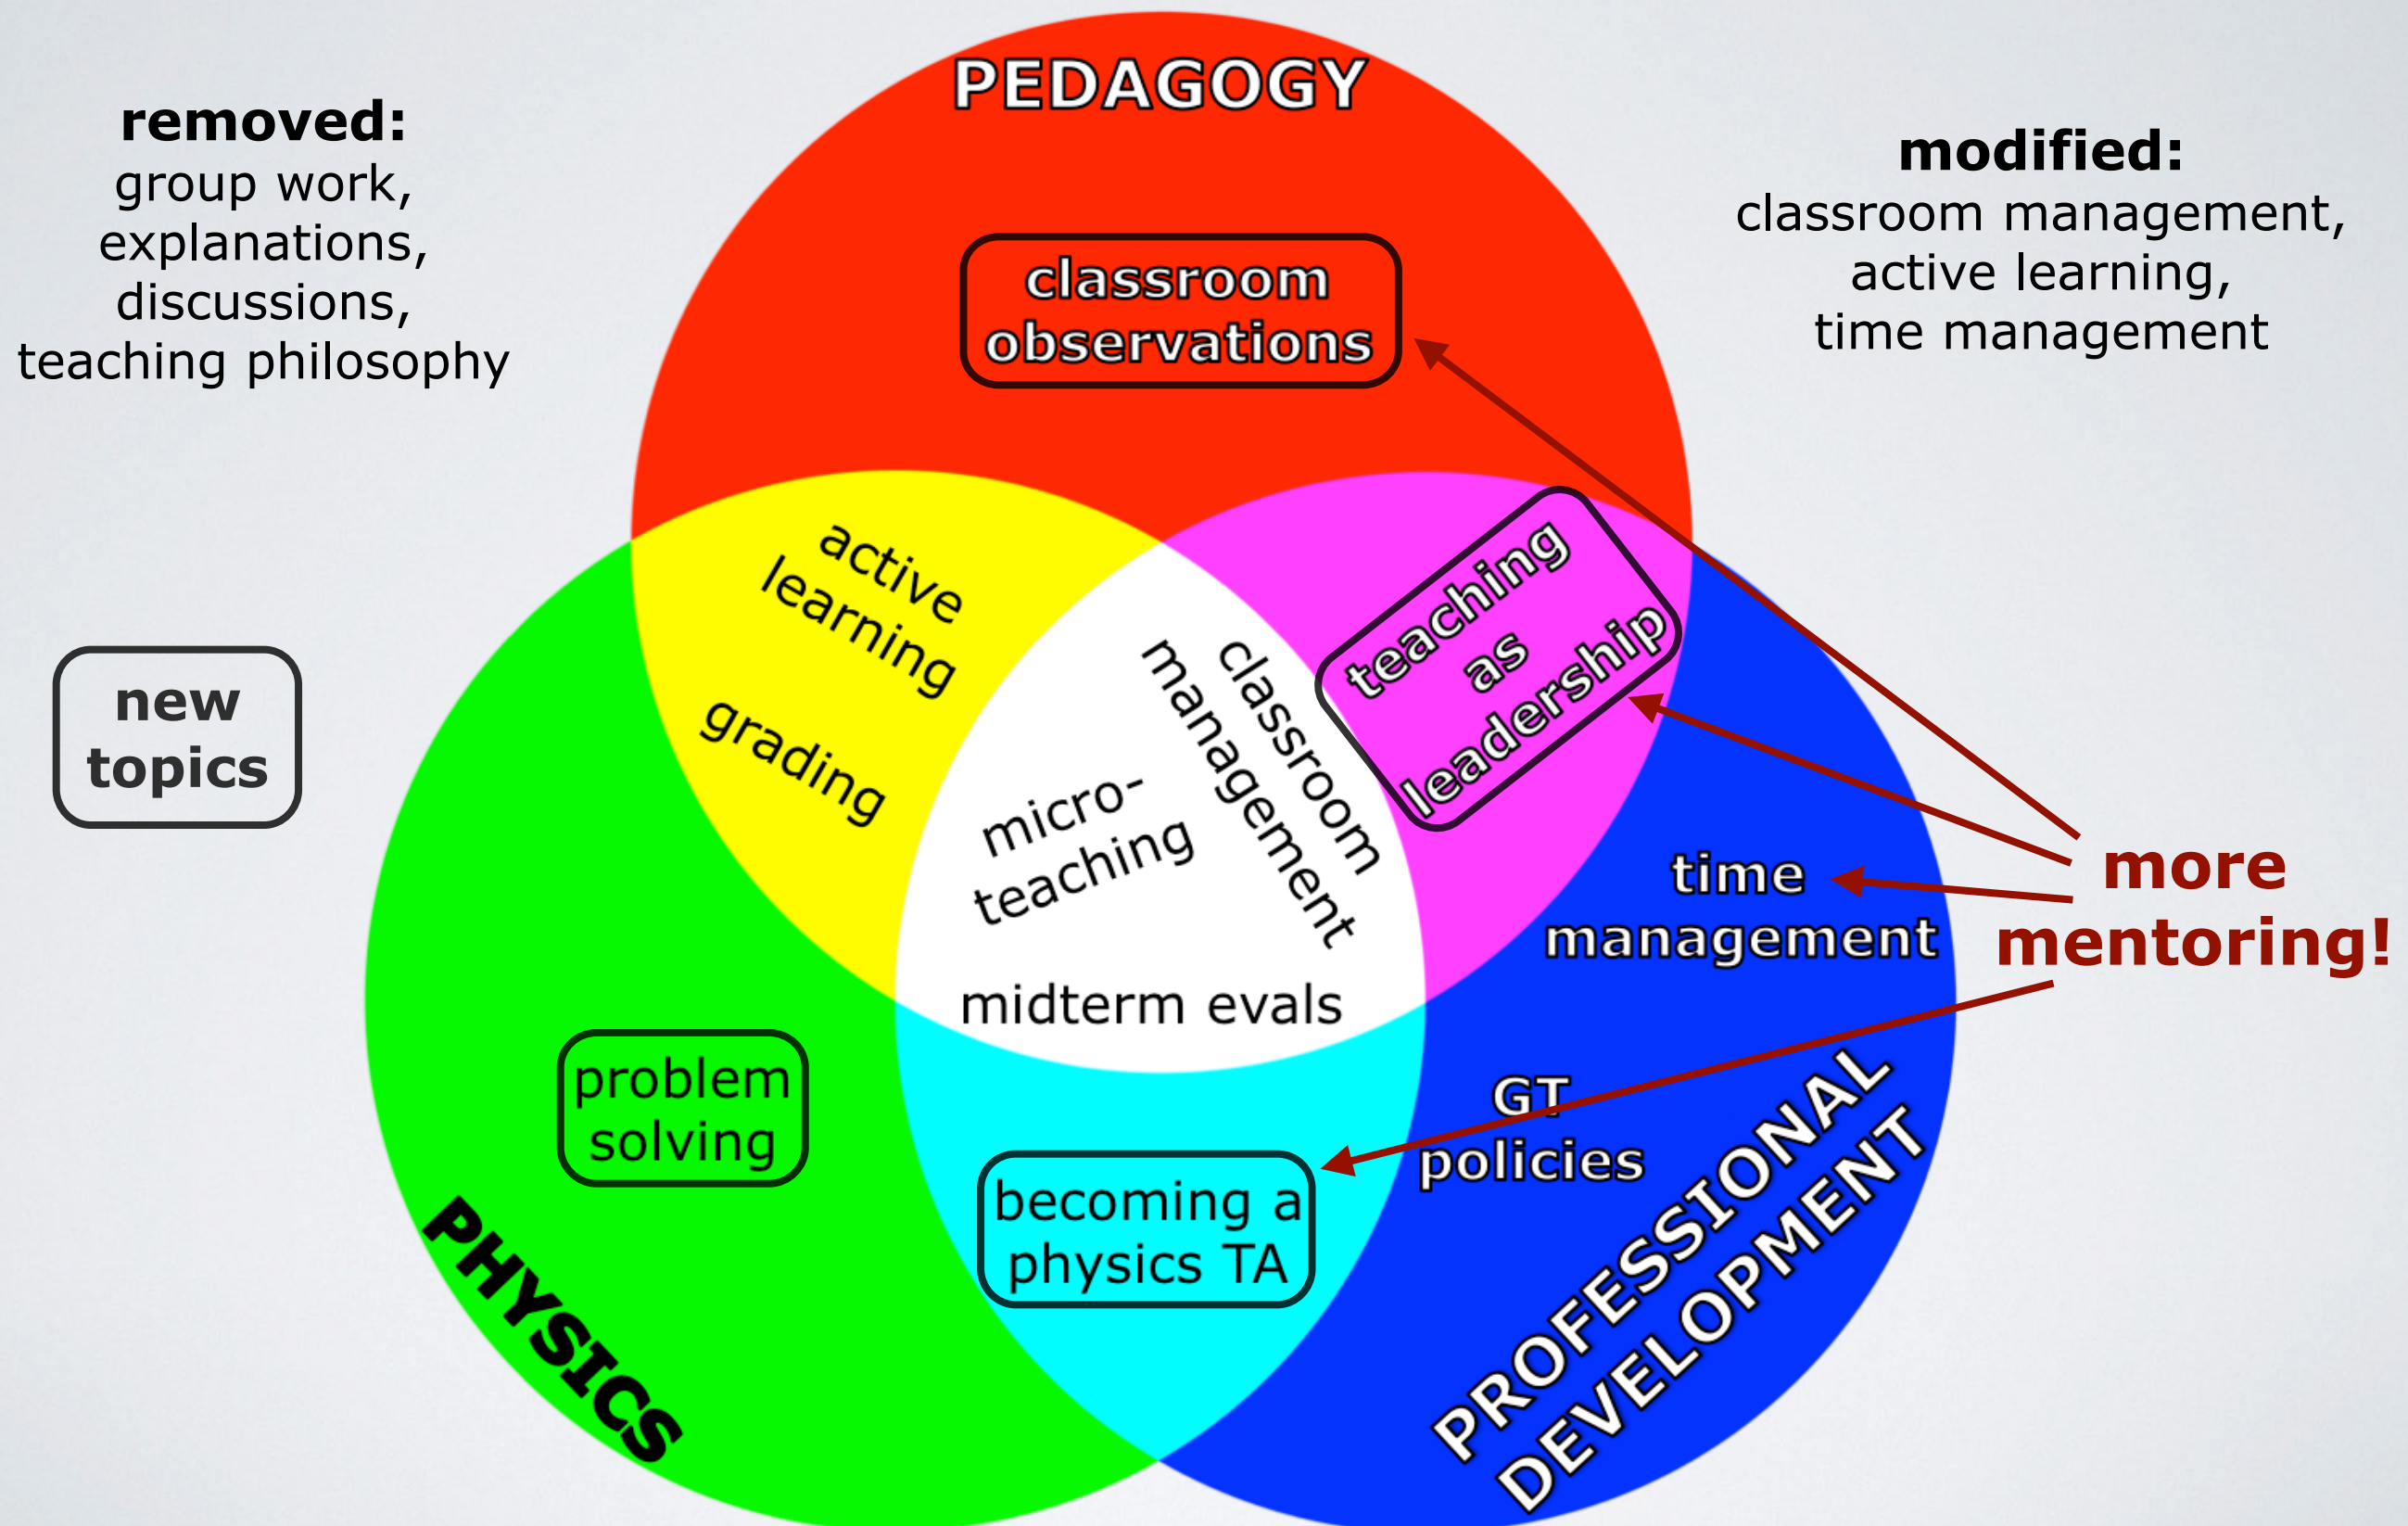 PEDAGOGY
removed:
group work,
explanations,
discussions,
teaching philosophy
modified:
classroom management,
active learning,
time management
classroom
observations
active
learning
grading
teaching
as
leadership
classroom
management
micro-
teaching
midterm evals
new
topics
time
management
more
mentoring!
problem
solving
GT
policies
becoming a
physics TA
PHYSICS
PROFESSIONAL
DEVELOPMENT